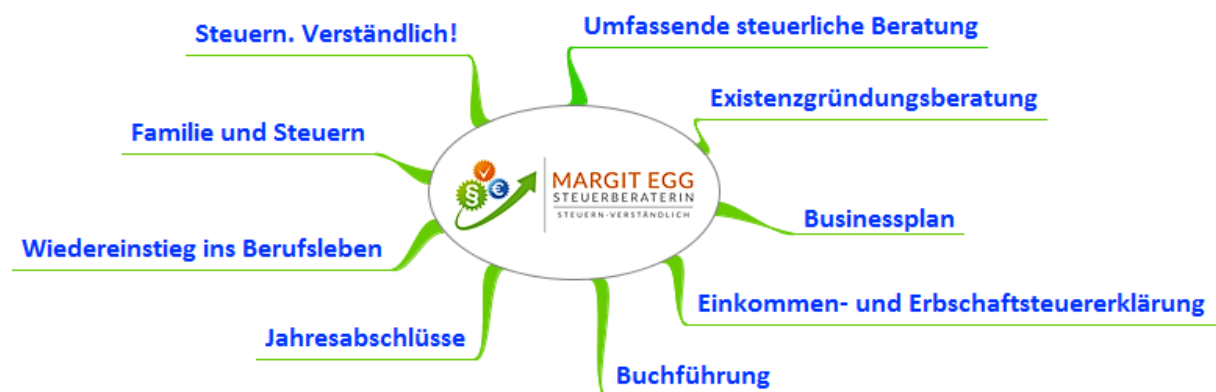 Steuern. Verständlich!
Umfassende steuerliche Beratung
Existenzgründungsberatung
Familie und Steuern
§
€
MARGIT EGG
STEUERBERATERIN
STEUERN-VERSTÄNDLICH
Businessplan
Wiedereinstieg ins Berufsleben
Einkommen- und Erbschaftsteuererklärung
Jahresabschlüsse
Buchführung